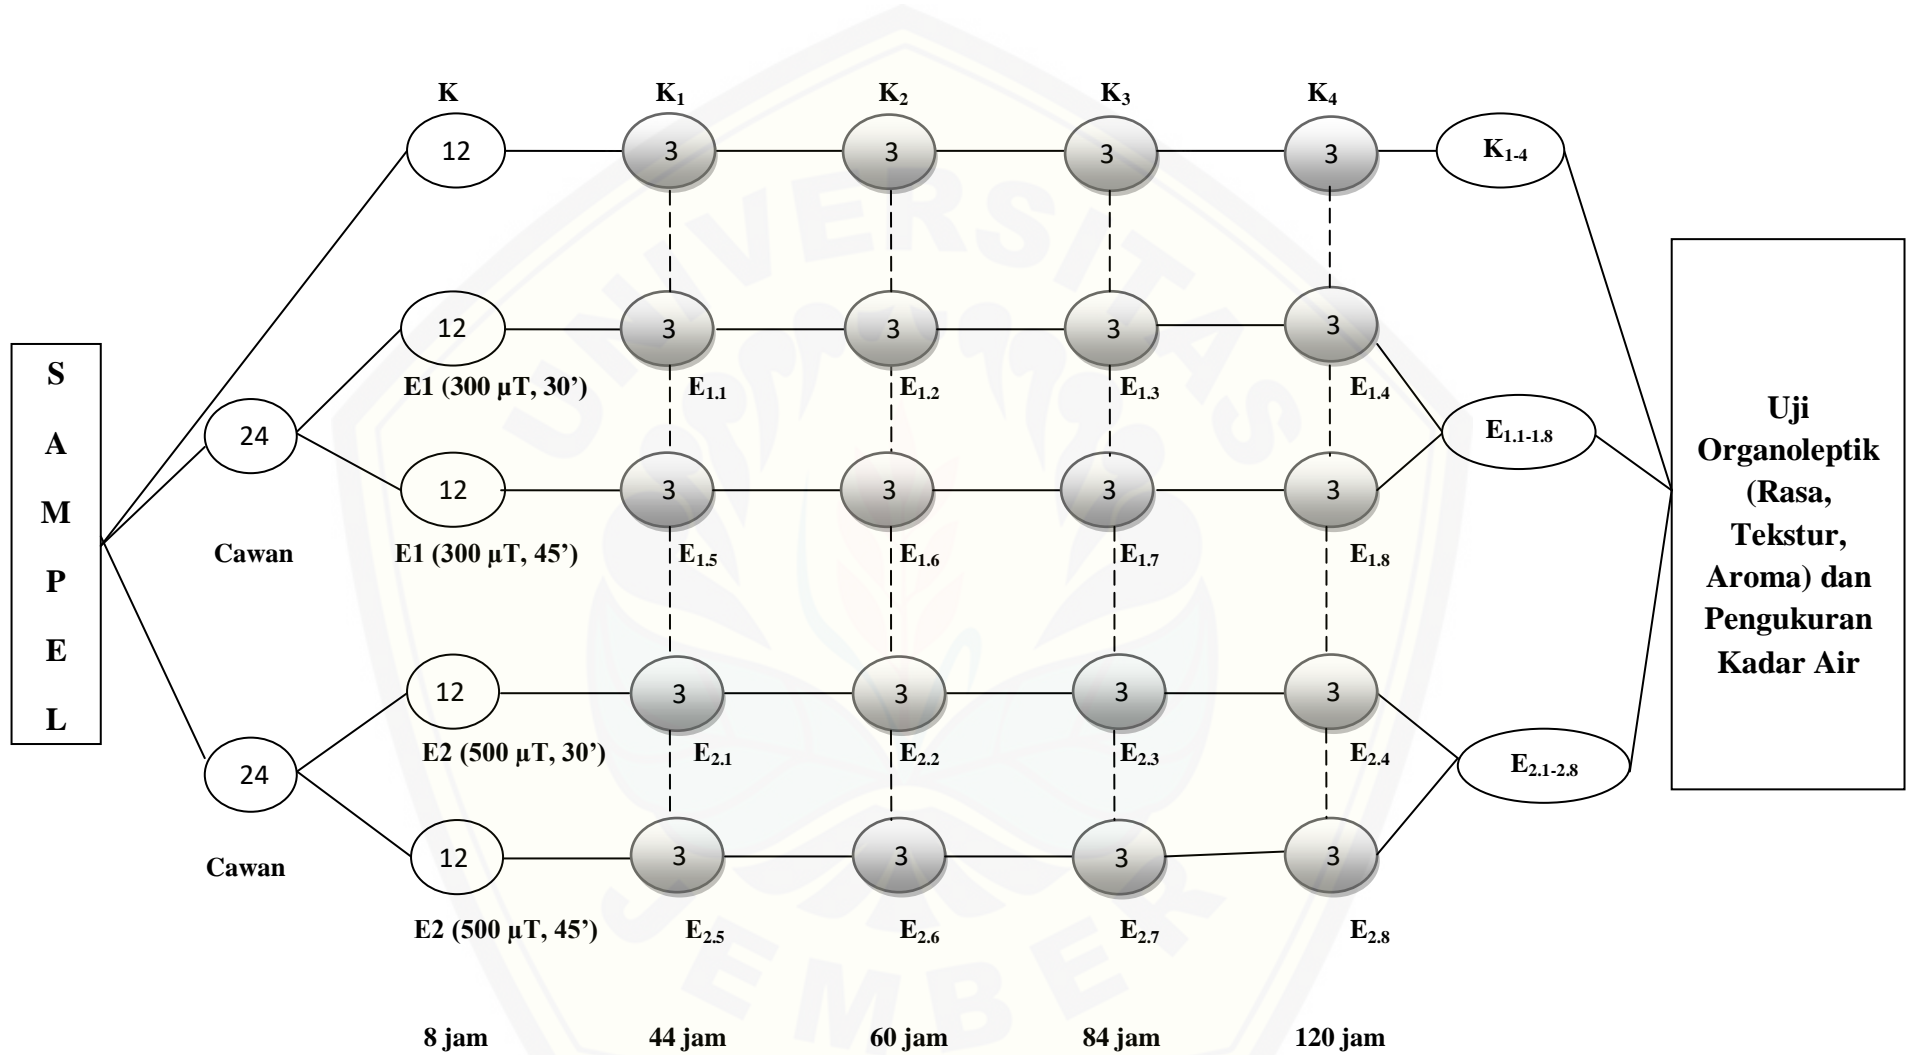 K K₁ K₂ K₃ K₄
12 3 3 3 3 K₁₋₄
12 3 3 3 3
E1 (300 µT, 30’) E₁.₁ E₁.₂ E₁.₃ E₁.₄
24 E₁.₁₋₁.₈
12 3 3 3 3
Cawan E1 (300 µT, 45’) E₁.₅ E₁.₆ E₁.₇ E₁.₈
S
A
M
P
E
L
12 3 3 3 3
E2 (500 µT, 30’) E₂.₁ E₂.₂ E₂.₃ E₂.₄
24 E₂.₁₋₂.₈
12 3 3 3 3
Cawan
E2 (500 µT, 45’) E₂.₅ E₂.₆ E₂.₇ E₂.₈
Uji
Organoleptik
(Rasa,
Tekstur,
Aroma) dan
Pengukuran
Kadar Air
8 jam 44 jam 60 jam 84 jam 120 jam
UNIVERSITAS
JEMBER